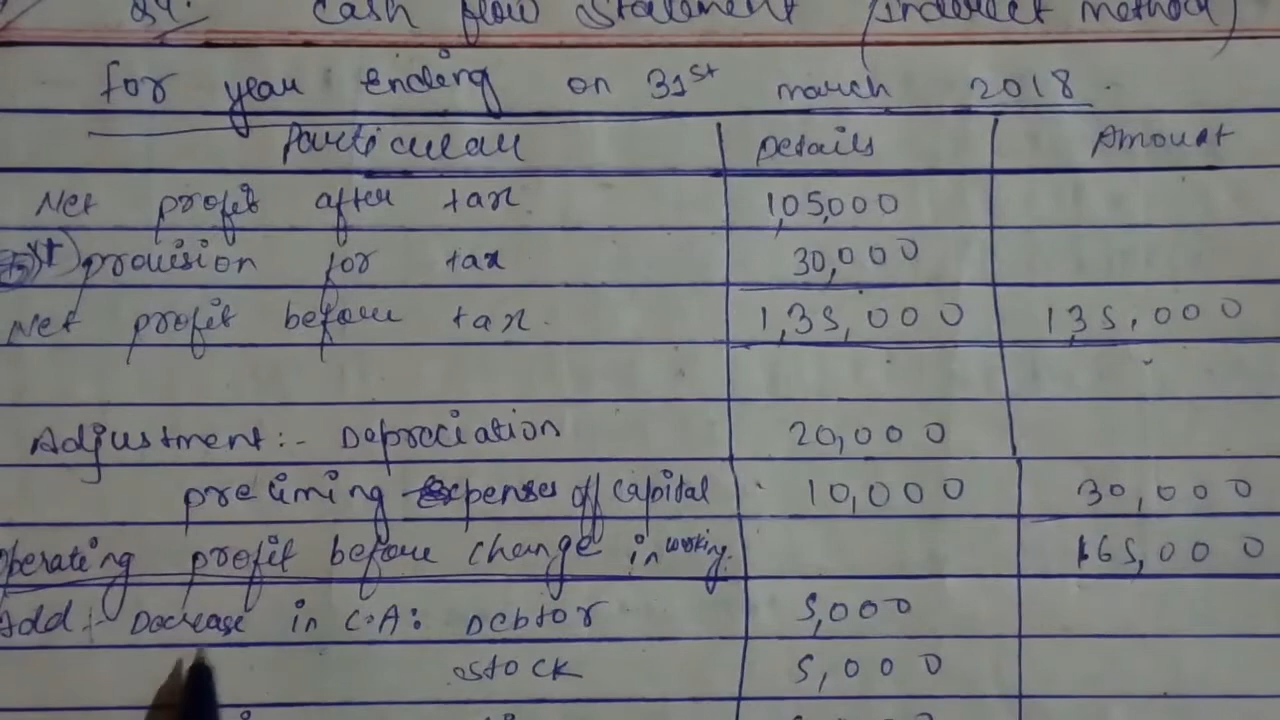 Cash flow Statement (Indirect Method)
for year Ending on 31st march 2018.
Particular Details Amount
Net profit after tax 1,05,000
provision for tax 30,000
Net profit before tax. 1,35,000 135,000
Adjustment:- Depreciation 20,000
preliming Expenses of capital 10,000 30,000
operating profit before change in working. 165,000
Add:- Decrease in C.A: Debtor 5,000
stock 5,000